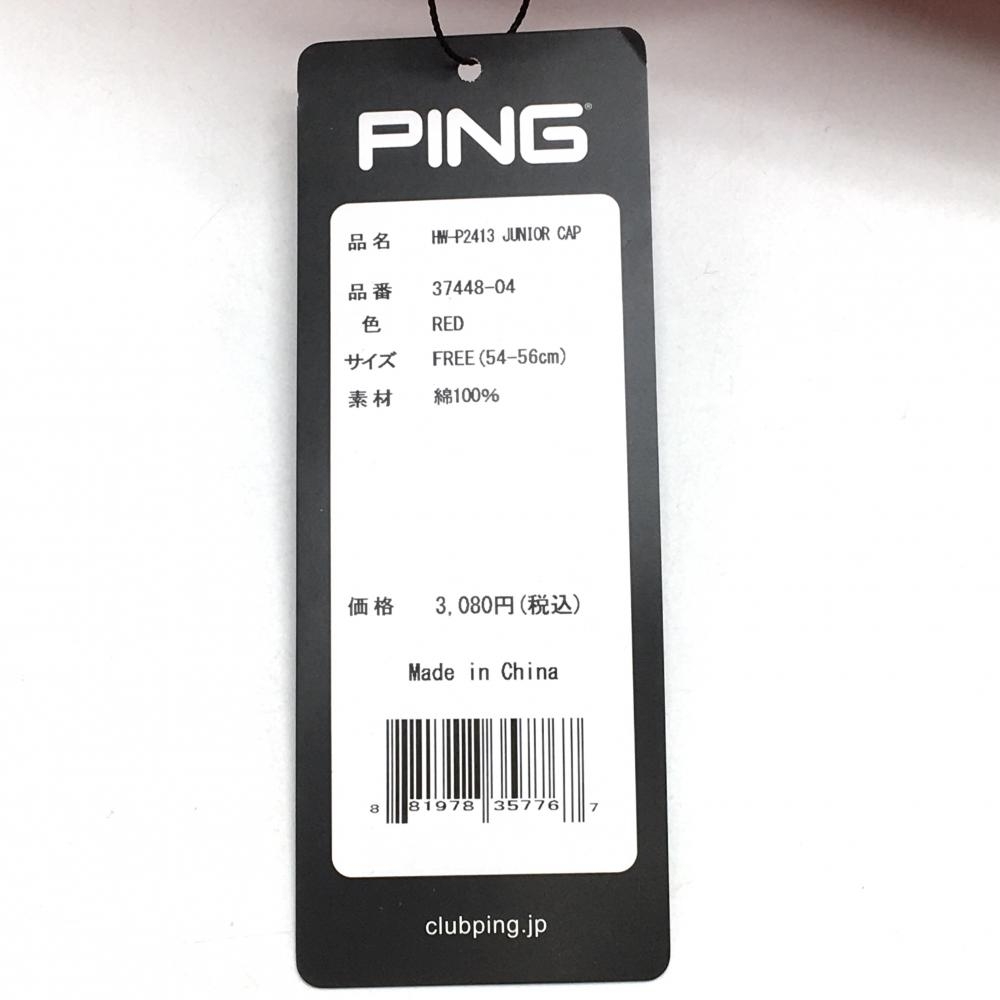 PING®
品名 HW-P2413 JUNIOR CAP
品番 37448-04
色 RED
サイズ FREE(54-56cm)
素材 綿100%
価格 3,080円(税込)
Made in China
8 81978 35776 7
clubping.jp